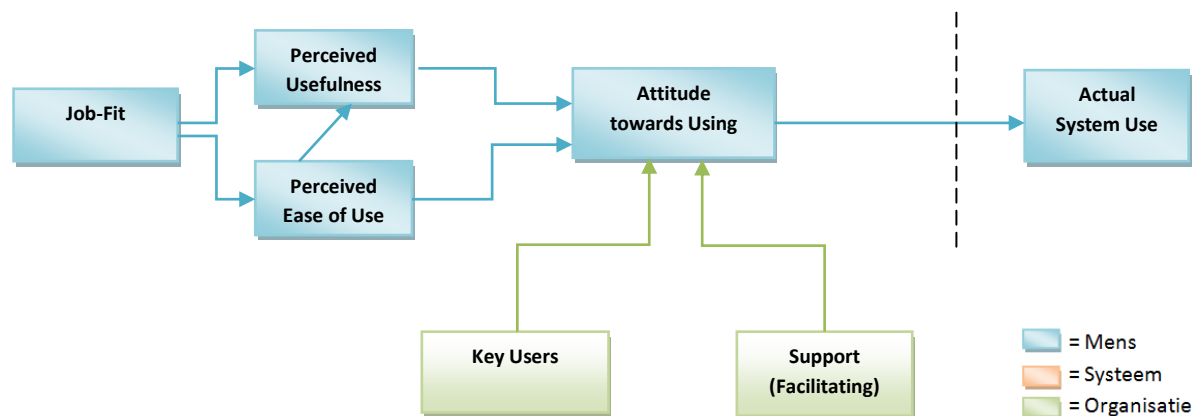 Job-Fit
Perceived
Usefulness
Perceived
Ease of Use
Attitude
towards Using
Actual
System Use
Key Users
Support
(Facilitating)
= Mens
= Systeem
= Organisatie